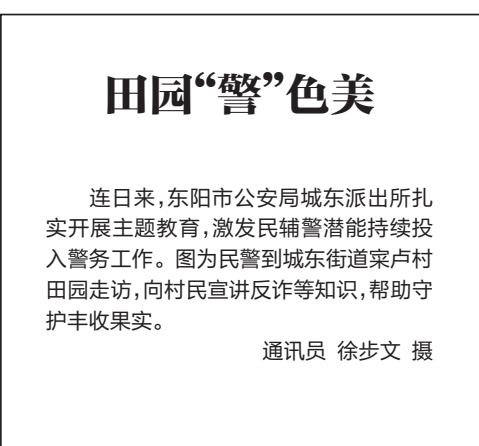 田园“警”色美
连日来,东阳市公安局城东派出所扎
实开展主题教育,激发民辅警潜能持续投
入警务工作。图为民警到城东街道寀卢村
田园走访,向村民宣讲反诈等知识,帮助守
护丰收果实。
通讯员 徐步文 摄